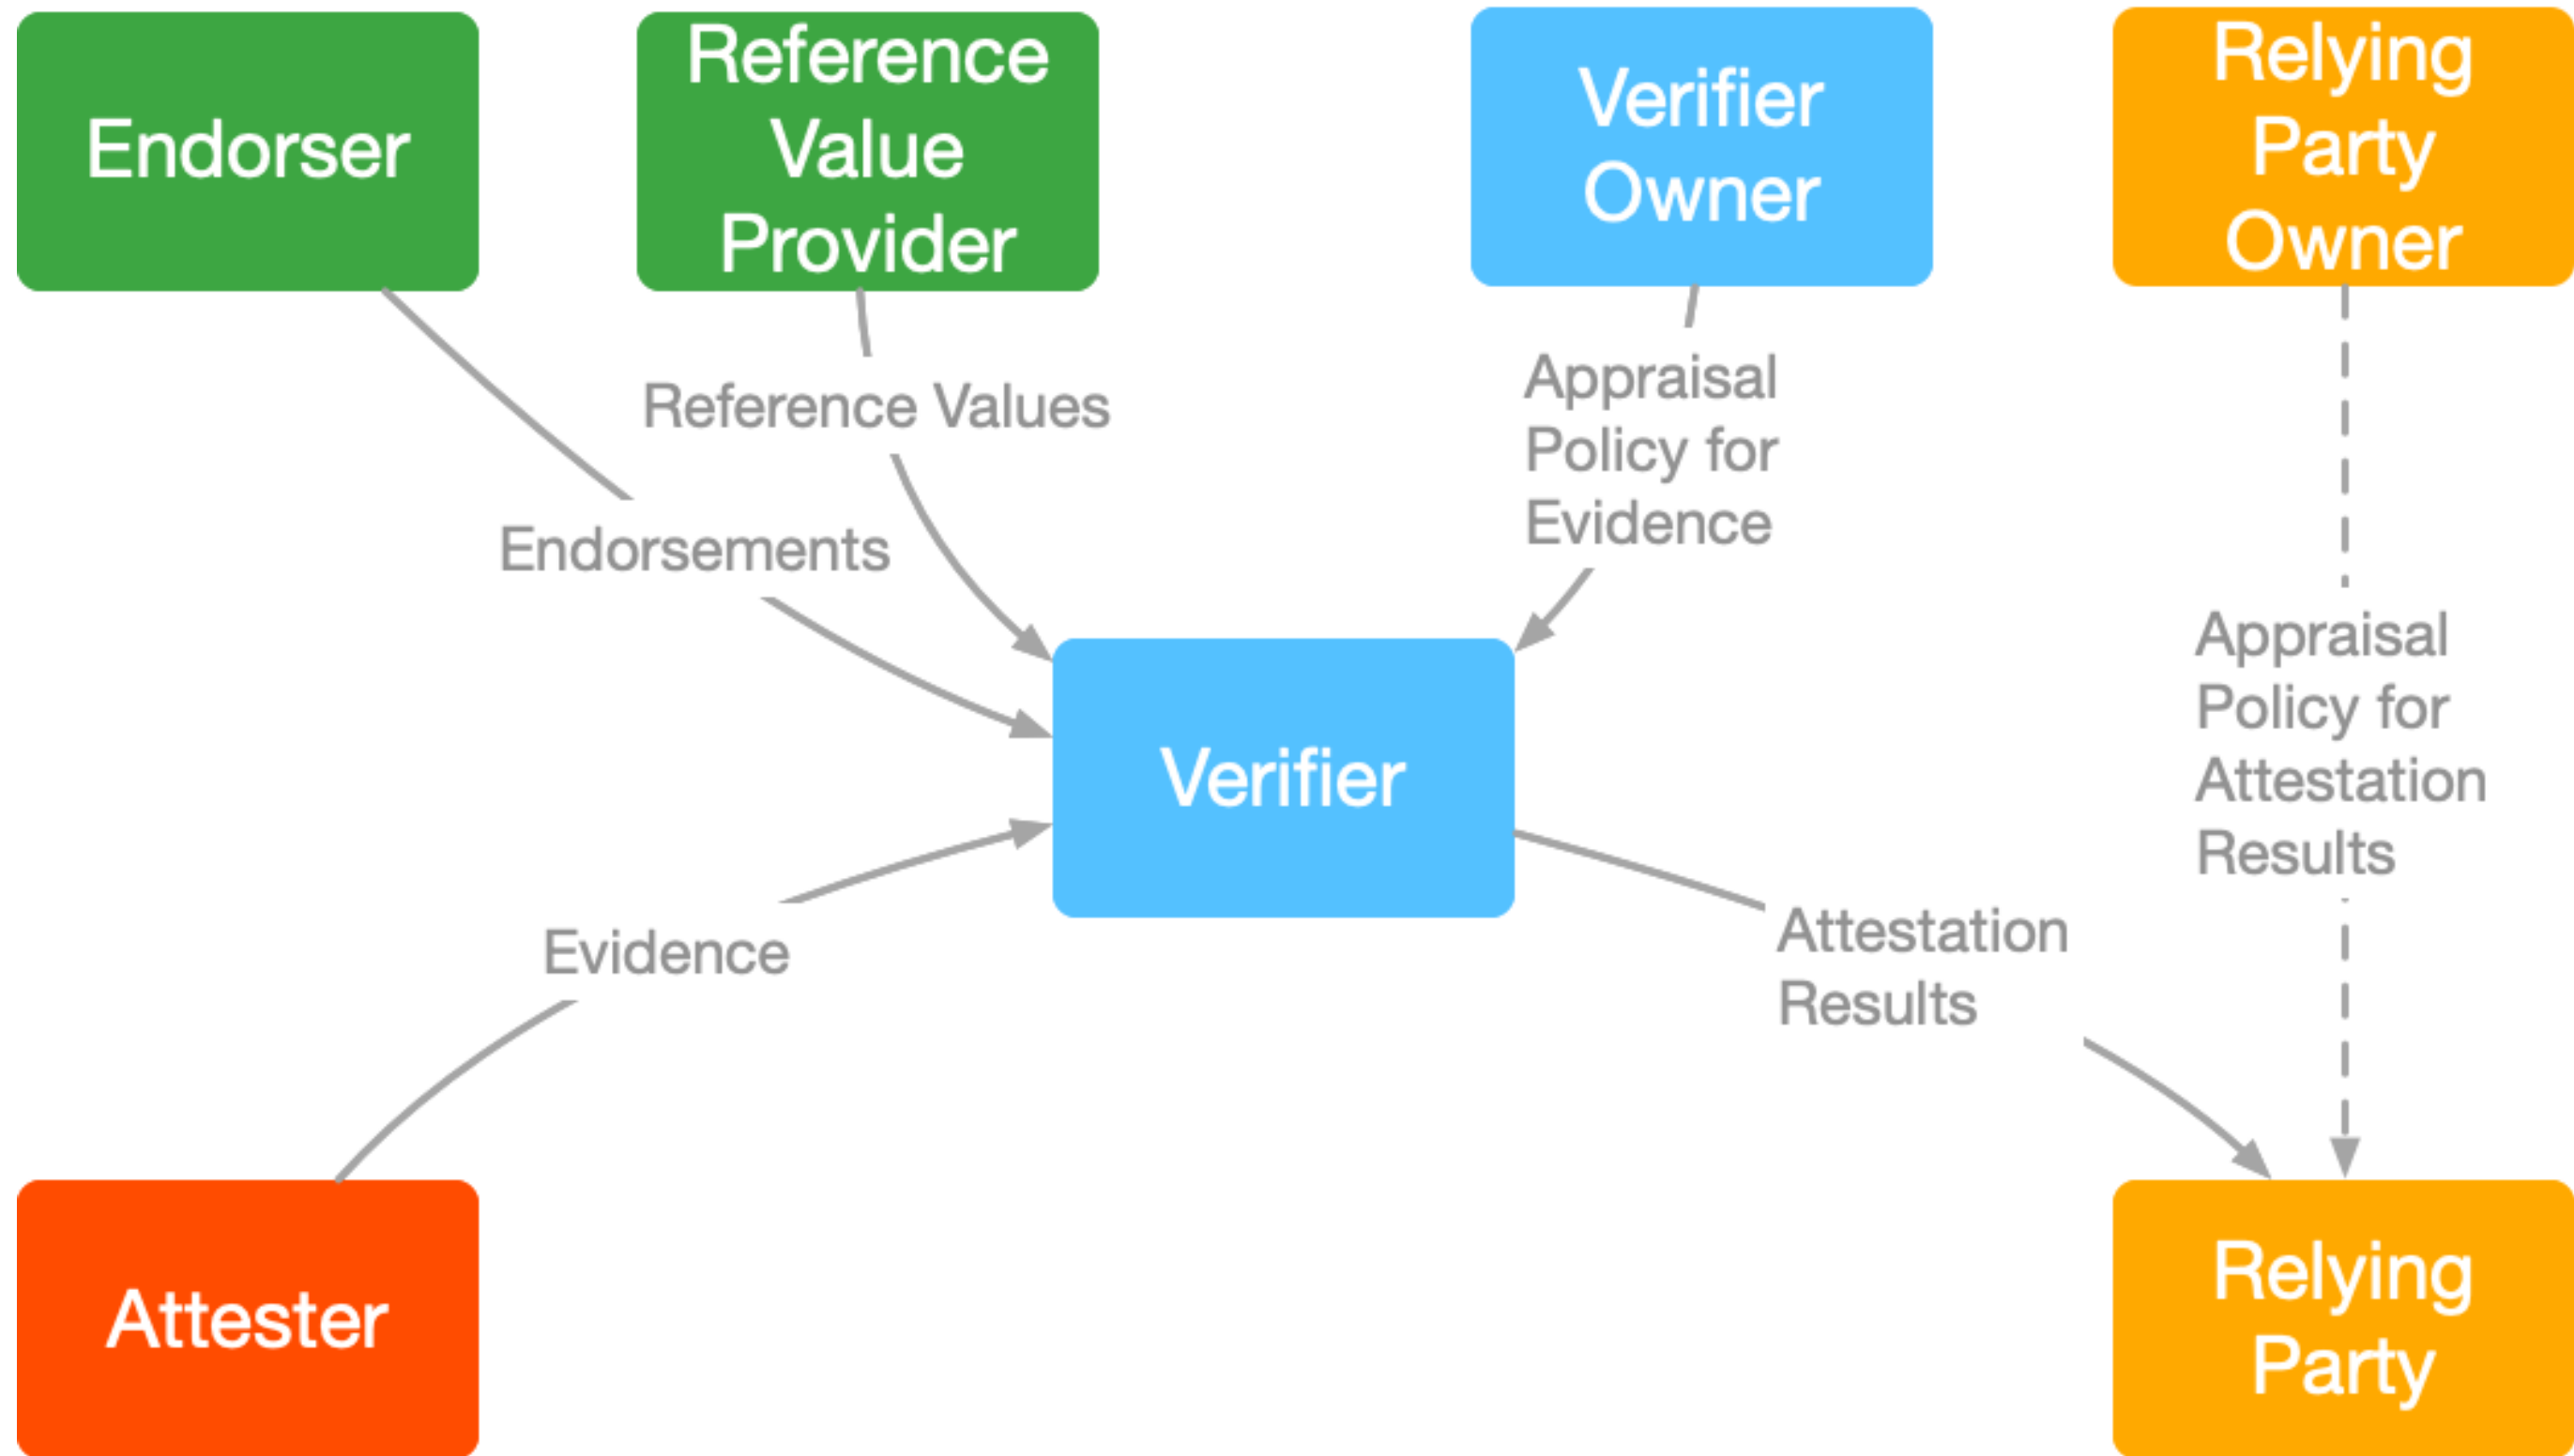 Endorser
Reference
Value
Provider
Verifier
Owner
Relying
Party
Owner
Reference Values
Appraisal
Policy for
Evidence
Endorsements
Appraisal
Policy for
Attestation
Results
Verifier
Evidence
Attestation
Results
Attester
Relying
Party